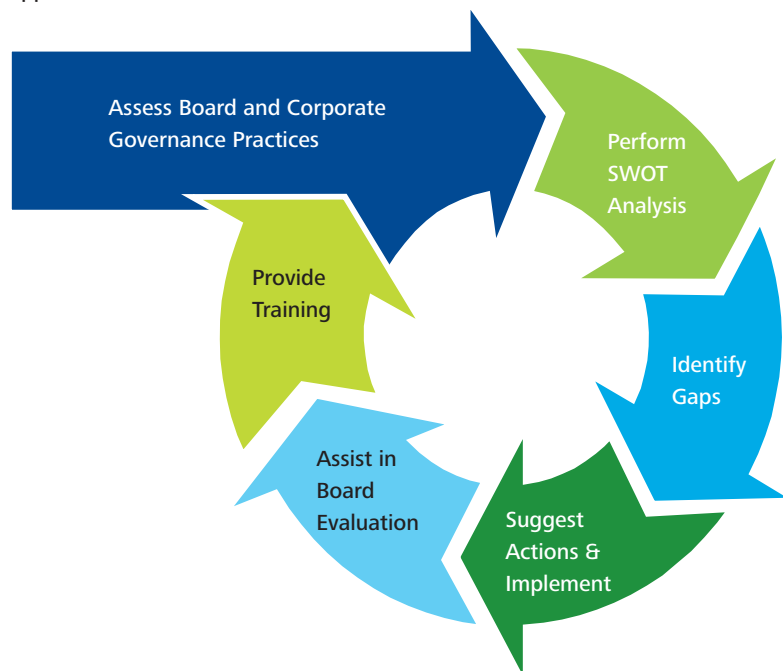 Assess Board and Corporate
Governance Practices
Perform
SWOT
Analysis
Identify
Gaps
Suggest
Actions &
Implement
Assist in
Board
Evaluation
Provide
Training